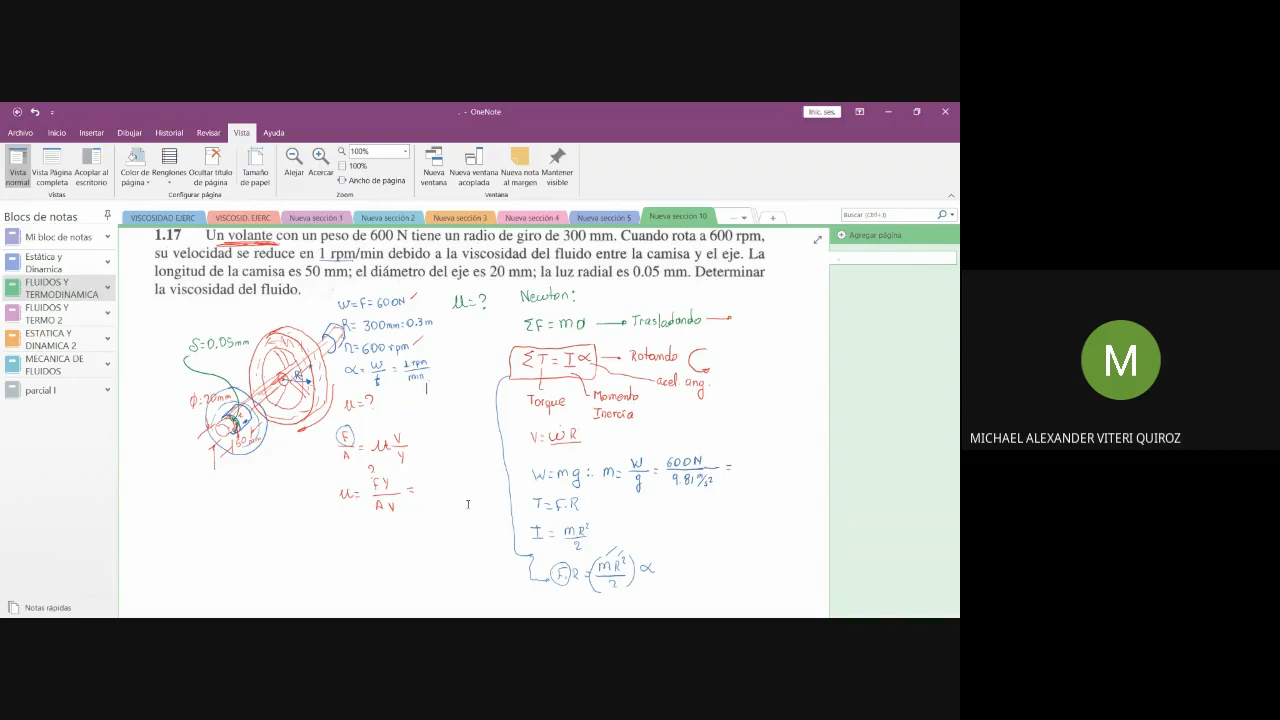 . - OneNote
Inic. ses.
Archivo Inicio Insertar Dibujar Historial Revisar Vista Ayuda
Vista normal
Vista Página completa
Acoplar al escritorio
Vistas
Color de página
Renglones
Ocultar título de página
Tamaño de papel
Configurar página
Alejar
Acercar
100%
100%
Ancho de página
Zoom
Nueva ventana
Nueva ventana acoplada
Nueva nota al margen
Mantener visible
Ventana
Blocs de notas
VISCOSIDAD EJERC VISCOSID. EJERC Nueva sección 1 Nueva sección 2 Nueva sección 3 Nueva sección 4 Nueva sección 5 Nueva sección 10 ... +
Buscar (Ctrl+I)
Agregar página
Mi bloc de notas
Estática y Dinamica
FLUIDOS Y TERMODINAMICA
FLUIDOS Y TERMO 2
ESTATICA Y DINAMICA 2
MECANICA DE FLUIDOS
parcial I
Notas rápidas
1.17 Un volante con un peso de 600 N tiene un radio de giro de 300 mm. Cuando rota a 600 rpm,
su velocidad se reduce en 1 rpm/min debido a la viscosidad del fluido entre la camisa y el eje. La
longitud de la camisa es 50 mm; el diámetro del eje es 20 mm; la luz radial es 0.05 mm. Determinar
la viscosidad del fluido.
δ=0.05mm
R
ϕ=20mm
50mm
W=F=600N
R=300mm=0.3m
n=600rpm
α=w/t=1rpm/min
μ=?
F/A=μ V/y
?
μ=Fy/AV=
μ=?
Newton:
ΣF=ma → Trasladando →
ΣT=Iα → Rotando
acel ang.
Torque
Momento Inercia
V=wR
W=mg∴ m=W/g=600N/9.81m/s²=
T=F.R
I=mR²/2
F.R=(mR²/2)α
M
MICHAEL ALEXANDER VITERI QUIROZ